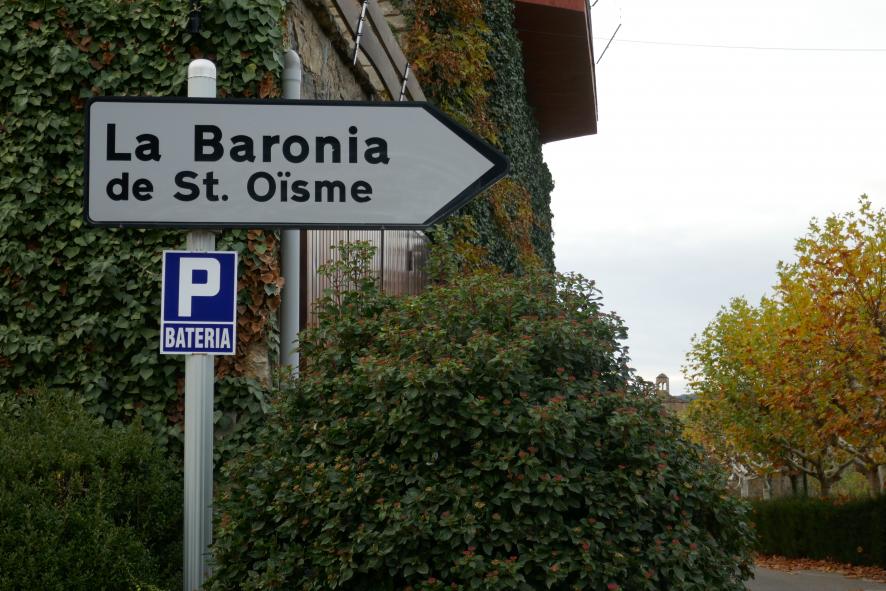 La Baronia
de St. Oïsme
P
BATERIA